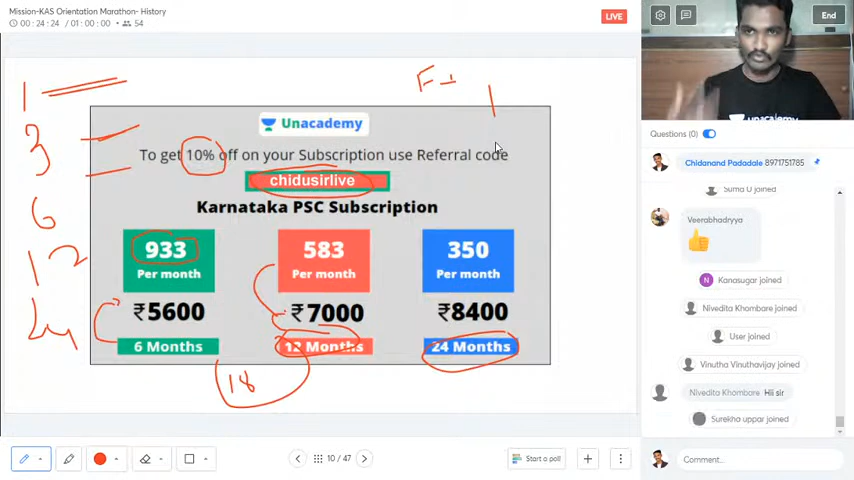 Mission-KAS Orientation Marathon- History
00 : 24 : 24 / 01 : 00 : 00 • 54
LIVE
End
1
3
6
12
24
Unacademy
To get 10% off on your Subscription use Referral code
chidusirlive
Karnataka PSC Subscription
933
Per month
₹5600
6 Months
583
Per month
₹7000
12 Months
350
Per month
₹8400
24 Months
18
1
unacademy
Questions (0)
Chidanand Padadale 8971751785
Suma U joined
Veerabhadryya
N Kanasugar joined
Nivedita Khombare joined
User joined
Vinutha Vinuthavijay joined
Nivedita Khombare Hii sir
Surekha uppar joined
10 / 47
Start a poll
Comment...